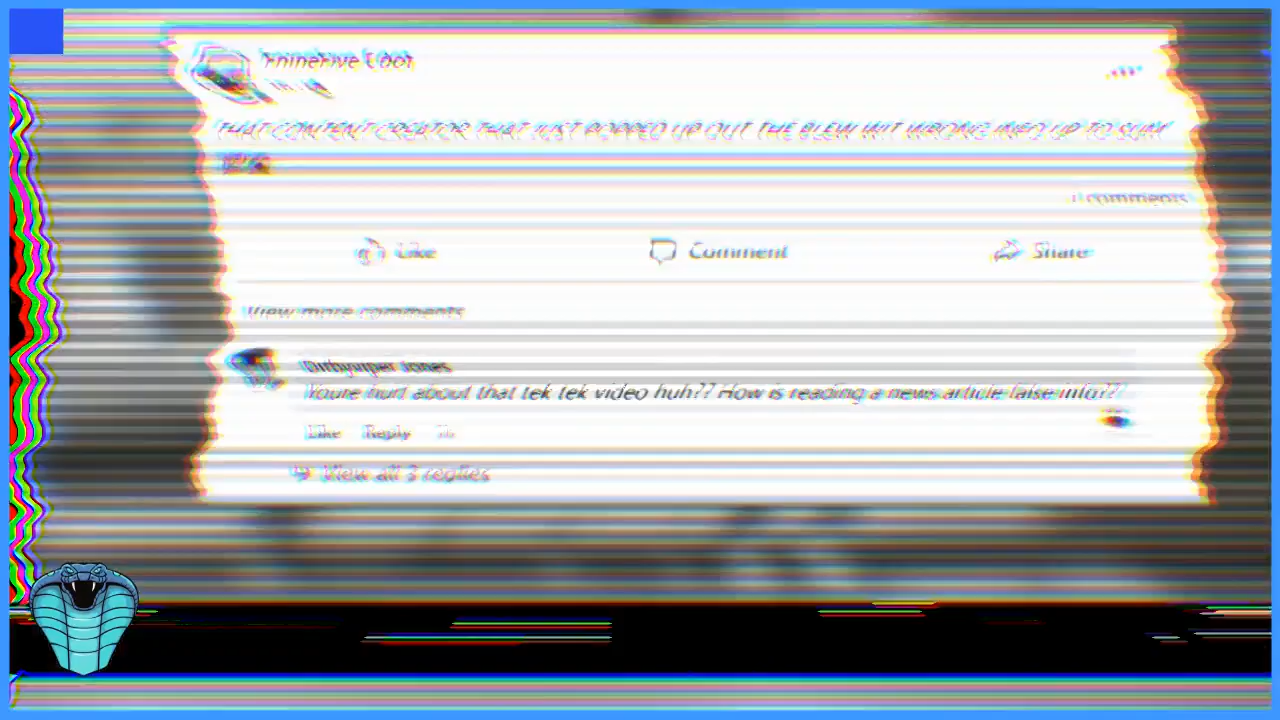 THAT CONTENT CREATOR THAT JUST POPPED UP OUT THE BLEW WIT WRONG INFO UP TO SUM
comments
Like Comment Share
View more comments
Jones
Youre hurt about that tek tek video huh?? How is reading a news article false info??
Like Reply
View all 3 replies